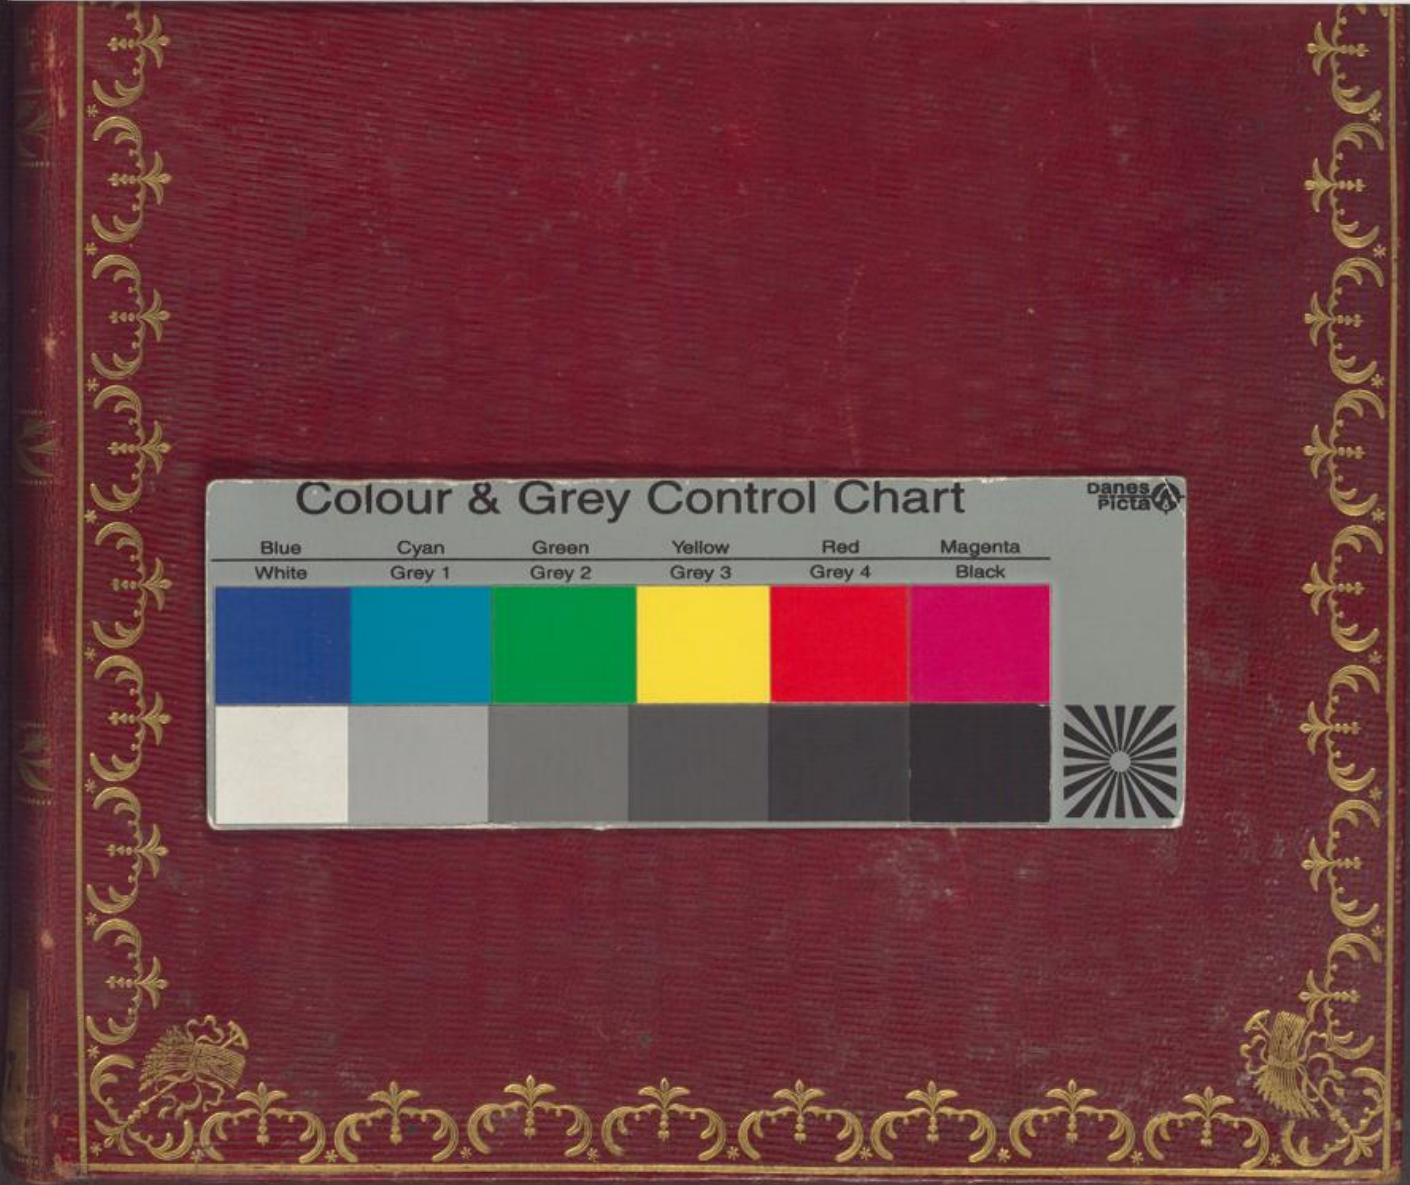 Colour & Grey Control Chart
Danes
Picta
Blue Cyan Green Yellow Red Magenta
White Grey 1 Grey 2 Grey 3 Grey 4 Black